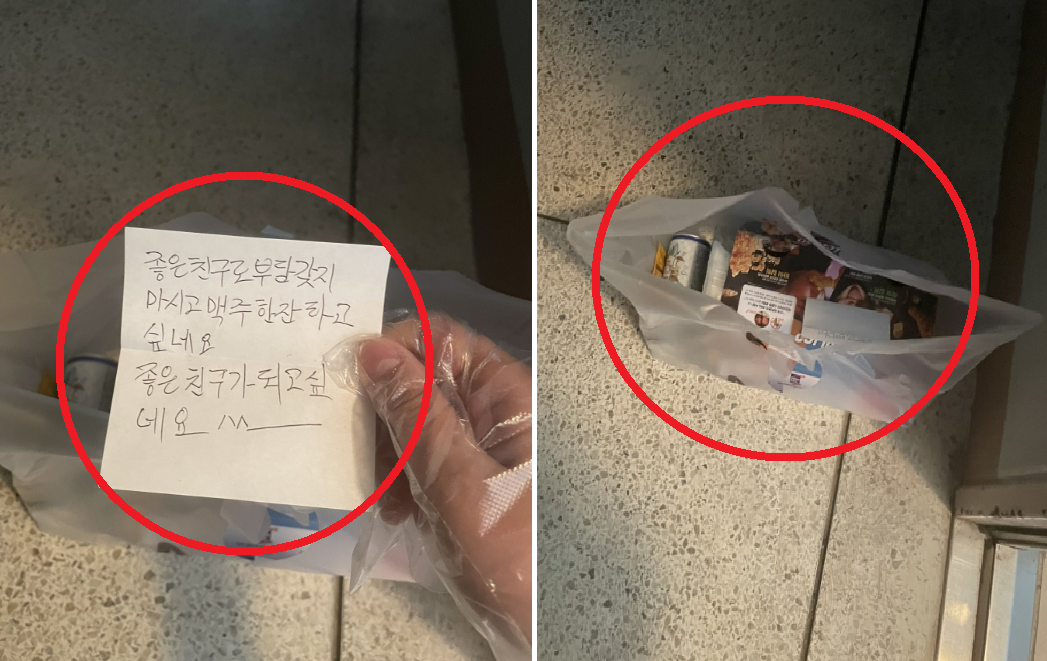 좋은친구로부담갖지
마시고맥주한잔하고
싶네요
좋은친구가되고싶
네요 ^^